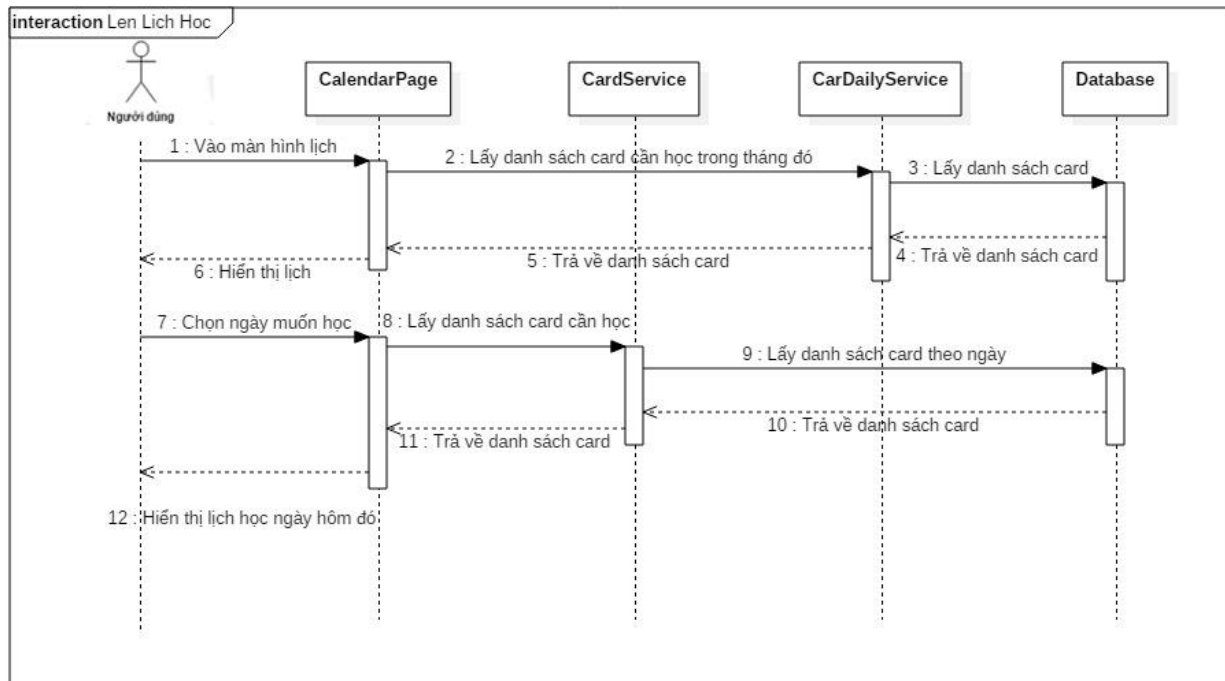 interaction Len Lich Hoc
Người dùng
CalendarPage
CardService
CarDailyService
Database
1 : Vào màn hình lịch
2 : Lấy danh sách card cần học trong tháng đó
3 : Lấy danh sách card
4 : Trả về danh sách card
5 : Trả về danh sách card
6 : Hiển thị lịch
7 : Chọn ngày muốn học
8 : Lấy danh sách card cần học
9 : Lấy danh sách card theo ngày
10 : Trả về danh sách card
11 : Trả về danh sách card
12 : Hiển thị lịch học ngày hôm đó